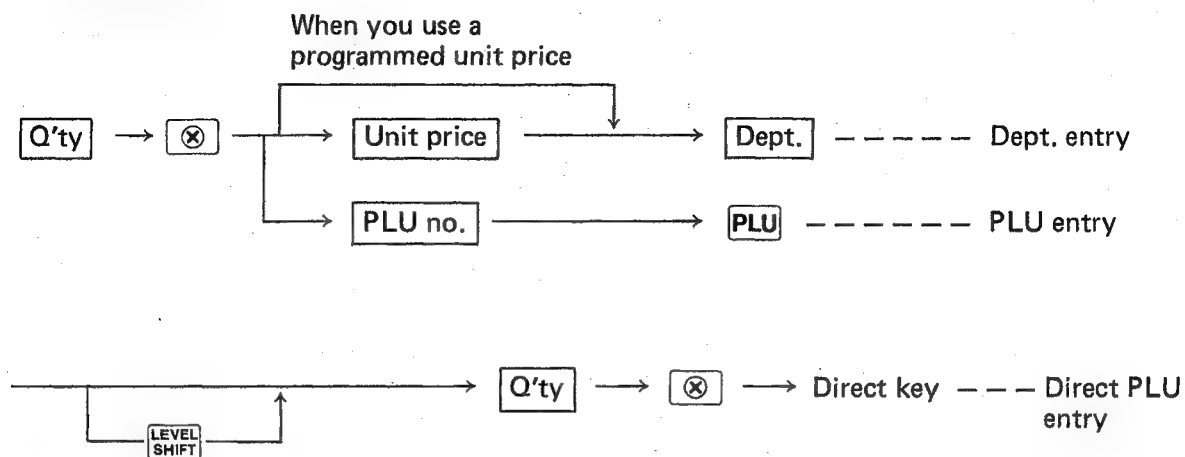 When you use a
programmed unit price
Q'ty → ⊗ → Unit price → Dept. – – – – – Dept. entry
PLU no. → PLU – – – – – – PLU entry
Q'ty → ⊗ → Direct key – – – Direct PLU
entry
LEVEL
SHIFT